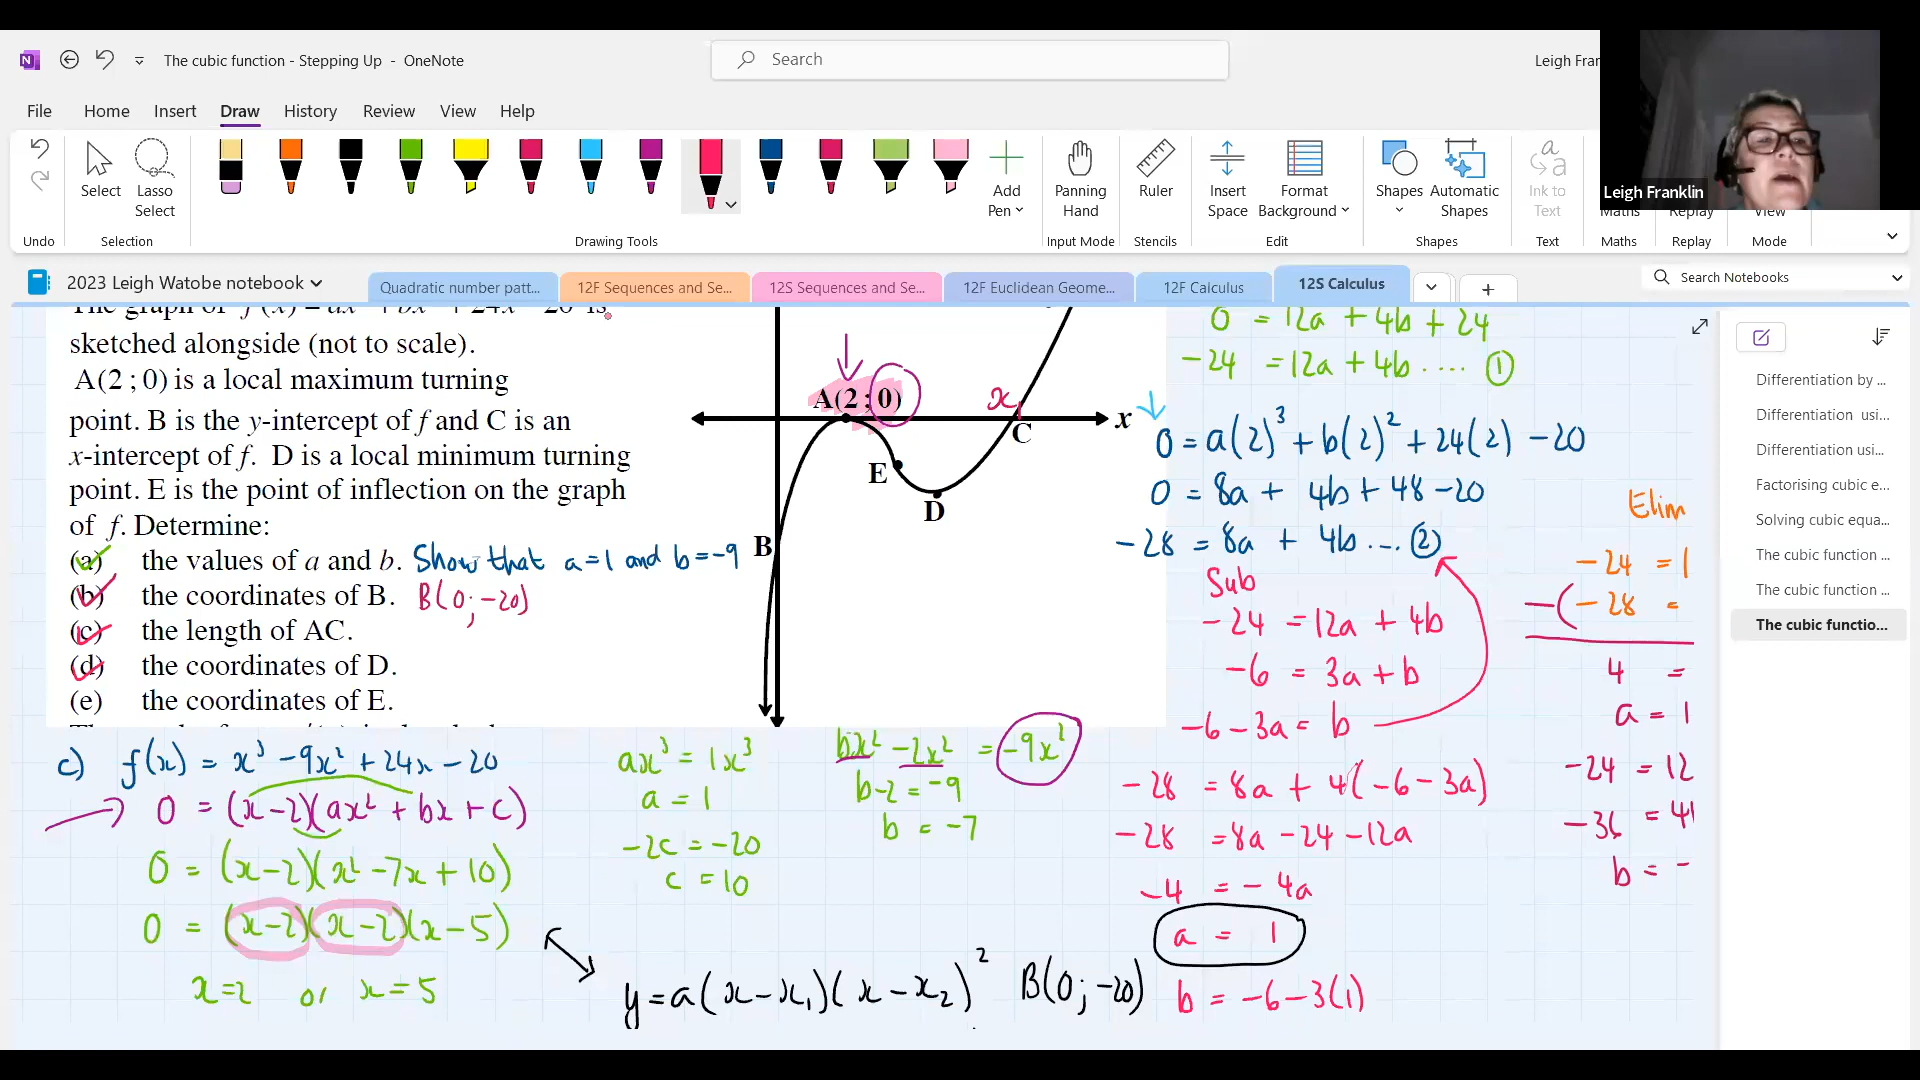 The cubic function - Stepping Up - OneNote
Search
Leigh Fran
File Home Insert Draw History Review View Help
Select
Lasso Select
Add Pen
Panning Hand
Ruler
Insert Space
Format Background
Shapes
Automatic Shapes
Ink to Text
Maths
Replay
View
Leigh Franklin
Undo Selection Drawing Tools Input Mode Stencils Edit Shapes Text Maths Replay Mode
2023 Leigh Watobe notebook
Quadratic number patt...
12F Sequences and Se...
12S Sequences and Se...
12F Euclidean Geome...
12F Calculus
12S Calculus
Search Notebooks
Differentiation by ...
Differentiation usi...
Differentiation usi...
Factorising cubic e...
Solving cubic equa...
The cubic function ...
The cubic function ...
The cubic functio...
sketched alongside (not to scale).
A(2 ; 0) is a local maximum turning
point. B is the y-intercept of f and C is an
x-intercept of f. D is a local minimum turning
point. E is the point of inflection on the graph
of f. Determine:
(a) the values of a and b. Show that a=1 and b=-9
(b) the coordinates of B. B(0; -20)
(c) the length of AC.
(d) the coordinates of D.
(e) the coordinates of E.
A(2 ; 0)
x
C
x
E
D
B
c) f(x) = x³ -9x² +24x -20
0 = (x-2)(ax² + bx + c)
0 = (x-2)(x² -7x +10)
0 = (x-2)(x-2)(x-5)
x=2 or x=5
ax³ = 1x³
a = 1
-2c = -20
c = 10
bx² -2x² = -9x²
b-2 = -9
b = -7
y = a(x-x₁)(x-x₂)² B(0; -20)
0 = 12a + 4b + 24
-24 = 12a + 4b .... ①
0 = a(2)³ + b(2)² + 24(2) -20
0 = 8a + 4b + 48 -20
-28 = 8a + 4b ... ②
Sub
-24 = 12a + 4b
-6 = 3a + b
-6 -3a = b
-28 = 8a + 4(-6 -3a)
-28 = 8a -24 -12a
-4 = -4a
a = 1
b = -6 -3(1)
Elim
-24 = 1
-(-28 =
4 =
a = 1
-24 = 12
-36 = 4
b = -